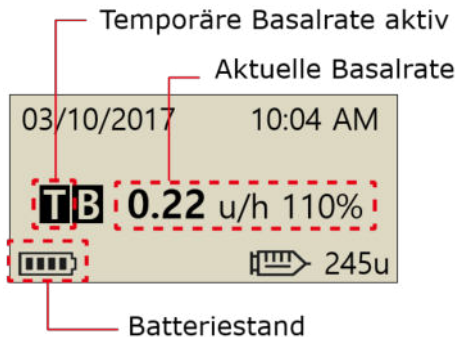 Temporäre Basalrate aktiv
Aktuelle Basalrate
03/10/2017 10:04 AM
TB 0.22 u/h 110%
245u
Batteriestand